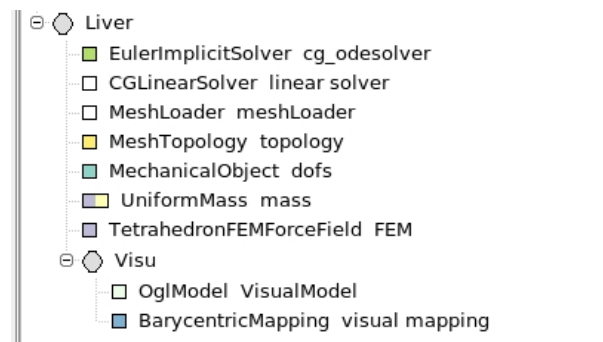 Liver
EulerImplicitSolver cg_odesolver
CGLinearSolver linear solver
MeshLoader meshLoader
MeshTopology topology
MechanicalObject dofs
UniformMass mass
TetrahedronFEMForceField FEM
Visu
OglModel VisualModel
BarycentricMapping visual mapping